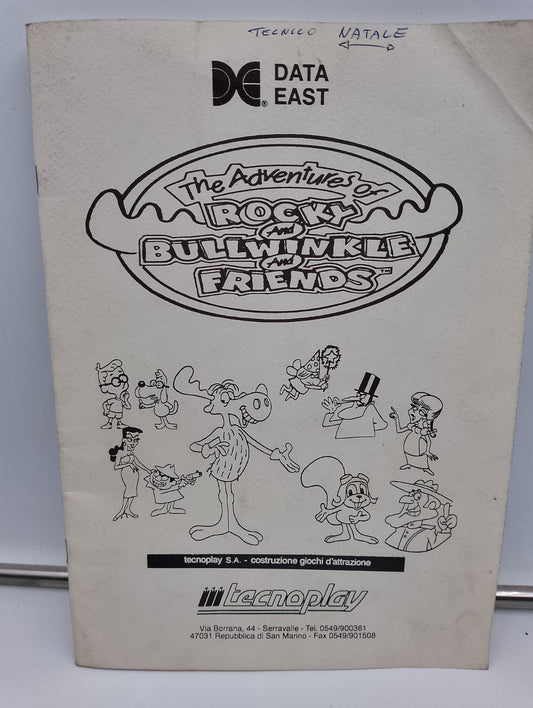 TECNICO NATALE
DATA
EAST
The Adventures of
ROCKY
And
BULLWINKLE
And
FRIENDS™
tecnoplay S.A. - costruzione giochi d'attrazione
tecnoplay
Via Borrana, 44 - Serravalle - Tel. 0549/900361
47031 Repubblica di San Marino - Fax 0549/901508